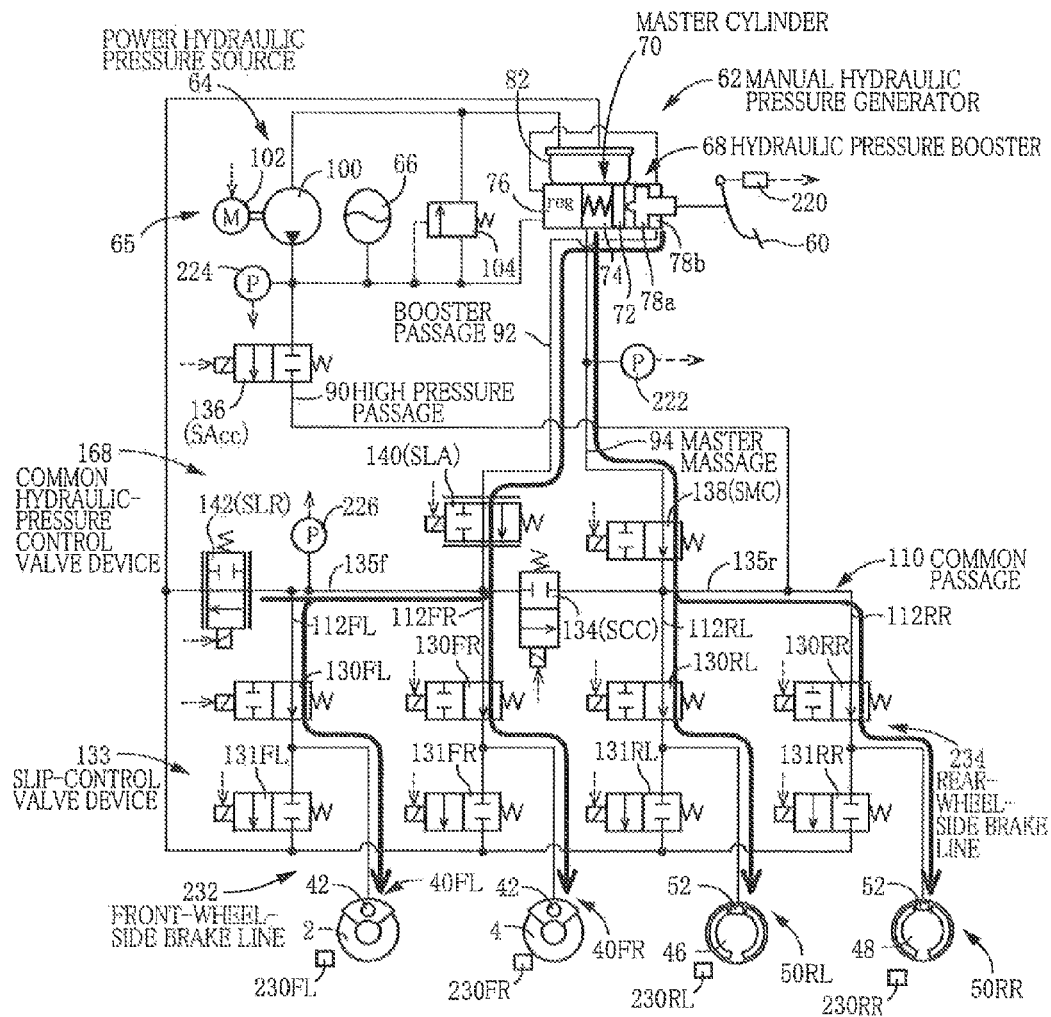 MASTER CYLINDER
70
POWER HYDRAULIC
PRESSURE SOURCE
64
82
62 MANUAL HYDRAULIC
PRESSURE GENERATOR
102
100
66
68 HYDRAULIC PRESSURE BOOSTER
76
M
65
220
104
60
224
P
74
72
78a
78b
BOOSTER
PASSAGE 92
P
222
90 HIGH PRESSURE
PASSAGE
136
(SAcc)
94 MASTER
MASSAGE
168
COMMON
HYDRAULIC-
PRESSURE
CONTROL
VALVE DEVICE
140(SLA)
138(SMC)
142(SLR)
P
226
135f
135r
110 COMMON
PASSAGE
112FL
112FR
134(SCC)
112RL
112RR
130FL
130FR
130RL
130RR
133
SLIP-CONTROL
VALVE DEVICE
131FL
131FR
131RL
131RR
234
REAR-
WHEEL-
SIDE BRAKE
LINE
232
FRONT-WHEEL-
SIDE BRAKE LINE
42
40FL
42
40FR
52
52
2
4
46
48
50RL
50RR
230FL
230FR
230RL
230RR